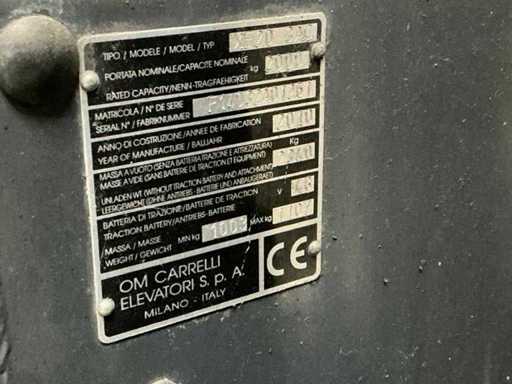 TIPO / MODELE / MODEL / TYP
PORTATA NOMINALE/CAPACITE NOMINALE
RATED CAPACITY/NENN-TRAGFAEHIGKEIT kg
MATRICOLA / N° DE SERIE
SERIAL N° / FABRIKNUMMER
ANNO DI COSTRUZIONE/ANNEE DE FABRICATION
YEAR OF MANUFACTURE / BAUJAHR 2010
Kg
MASSA A VUOTO (SENZA BATTERIA TRAZIONE E ATTREZZATURA)
MASSE A VIDE (SANS BATTERIE DE TRACTION ET EQUIPEMENT)
UNLADEN WT (WITHOUT TRACTION BATTERY AND ATTACHMENT)
LEERGEWICHT (OHNE ANTRIEBS - BATTERIE UND ANBAUGERAET)
BATTERIA DI TRAZIONE/BATTERIE DE TRACTION V
TRACTION BATTERY/ANTRIEBS-BATTERIE 48
MASSA / MASSE
WEIGHT / GEWICHT MIN kg MAX kg
OM CARRELLI
ELEVATORI S. p. A.
MILANO - ITALY
CE